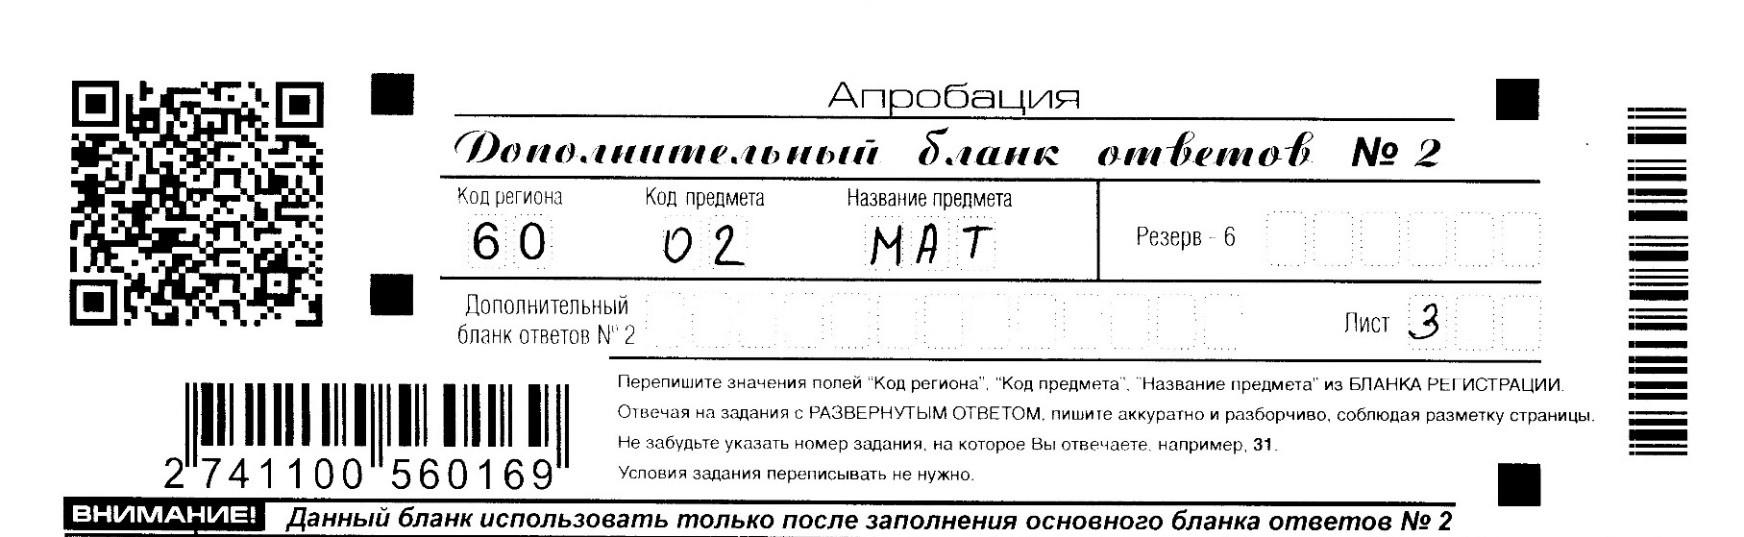 Апробация
Дополнительный бланк ответов № 2
Код региона Код предмета Название предмета
60 02 МАТ Резерв - 6
Дополнительный
бланк ответов № 2
Лист 3
Перепишите значения полей "Код региона", "Код предмета", "Название предмета" из БЛАНКА РЕГИСТРАЦИИ.
Отвечая на задания с РАЗВЕРНУТЫМ ОТВЕТОМ, пишите аккуратно и разборчиво, соблюдая разметку страницы.
Не забудьте указать номер задания, на которое Вы отвечаете, например, 31.
Условия задания переписывать не нужно.
2 741100 560169
ВНИМАНИЕ! Данный бланк использовать только после заполнения основного бланка ответов № 2